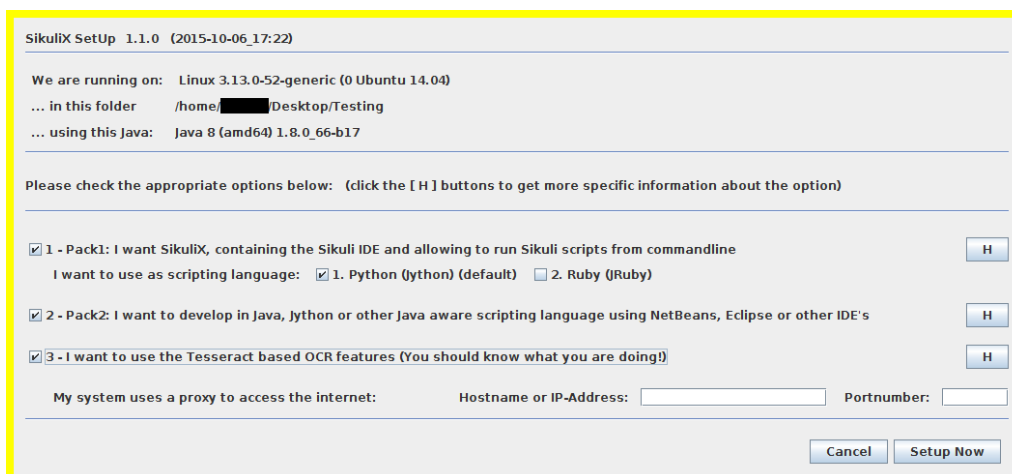 SikuliX SetUp 1.1.0 (2015-10-06_17:22)
We are running on: Linux 3.13.0-52-generic (0 Ubuntu 14.04)
... in this folder /home/ /Desktop/Testing
... using this Java: Java 8 (amd64) 1.8.0_66-b17
Please check the appropriate options below: (click the [ H ] buttons to get more specific information about the option)
1 - Pack1: I want SikuliX, containing the Sikuli IDE and allowing to run Sikuli scripts from commandline H
I want to use as scripting language: 1. Python (Jython) (default) 2. Ruby (JRuby)
2 - Pack2: I want to develop in Java, Jython or other Java aware scripting language using NetBeans, Eclipse or other IDE's H
3 - I want to use the Tesseract based OCR features (You should know what you are doing!) H
My system uses a proxy to access the internet: Hostname or IP-Address: Portnumber:
Cancel Setup Now